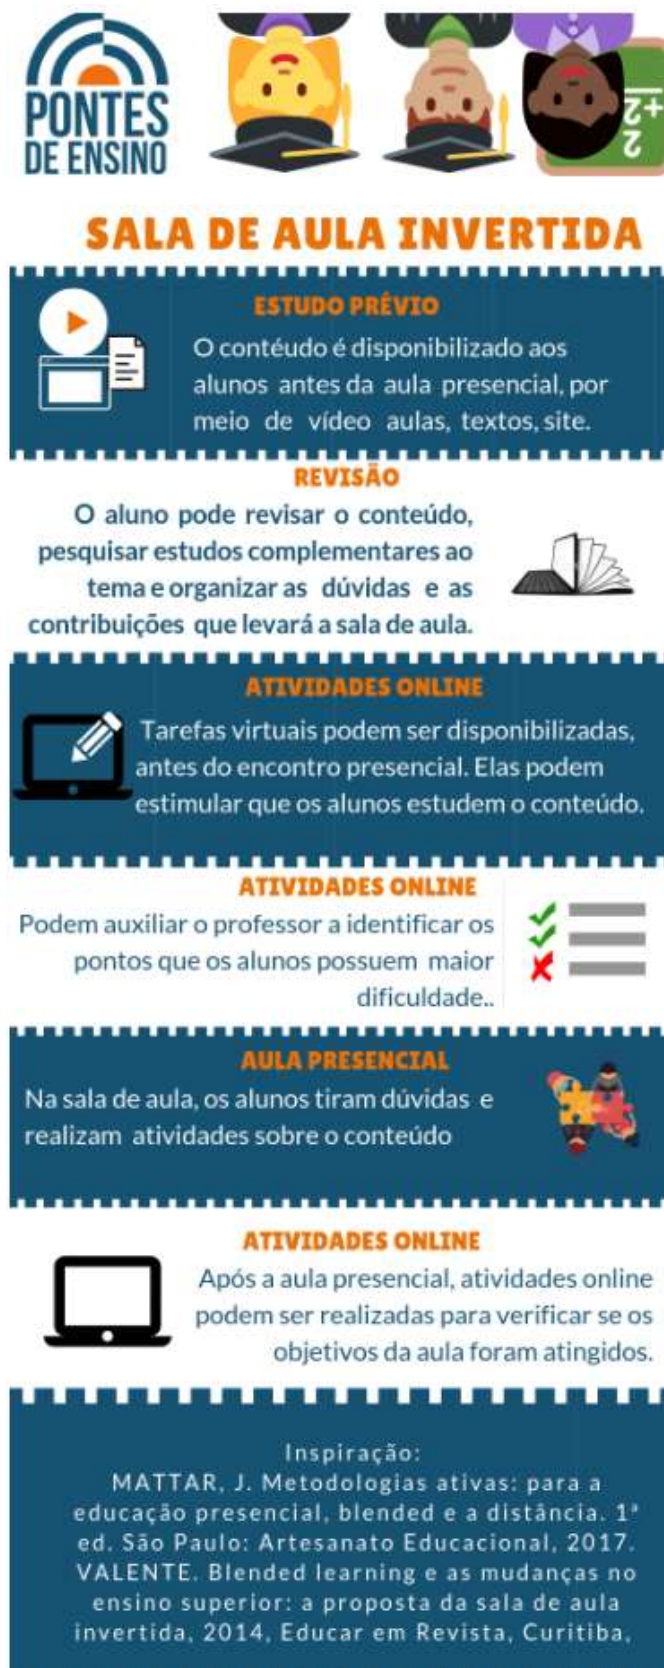 PONTES
DE ENSINO
2
+2
SALA DE AULA INVERTIDA
ESTUDO PRÉVIO
O contéudo é disponibilizado aos
alunos antes da aula presencial, por
meio de vídeo aulas, textos, site.
REVISÃO
O aluno pode revisar o conteúdo,
pesquisar estudos complementares ao
tema e organizar as dúvidas e as
contribuições que levará a sala de aula.
ATIVIDADES ONLINE
Tarefas virtuais podem ser disponibilizadas,
antes do encontro presencial. Elas podem
estimular que os alunos estudem o conteúdo.
ATIVIDADES ONLINE
Podem auxiliar o professor a identificar os
pontos que os alunos possuem maior
dificuldade..
AULA PRESENCIAL
Na sala de aula, os alunos tiram dúvidas e
realizam atividades sobre o conteúdo
ATIVIDADES ONLINE
Após a aula presencial, atividades online
podem ser realizadas para verificar se os
objetivos da aula foram atingidos.
Inspiração:
MATTAR, J. Metodologias ativas: para a
educação presencial, blended e a distância. 1ª
ed. São Paulo: Artesanato Educacional, 2017.
VALENTE. Blended learning e as mudanças no
ensino superior: a proposta da sala de aula
invertida, 2014, Educar em Revista, Curitiba,